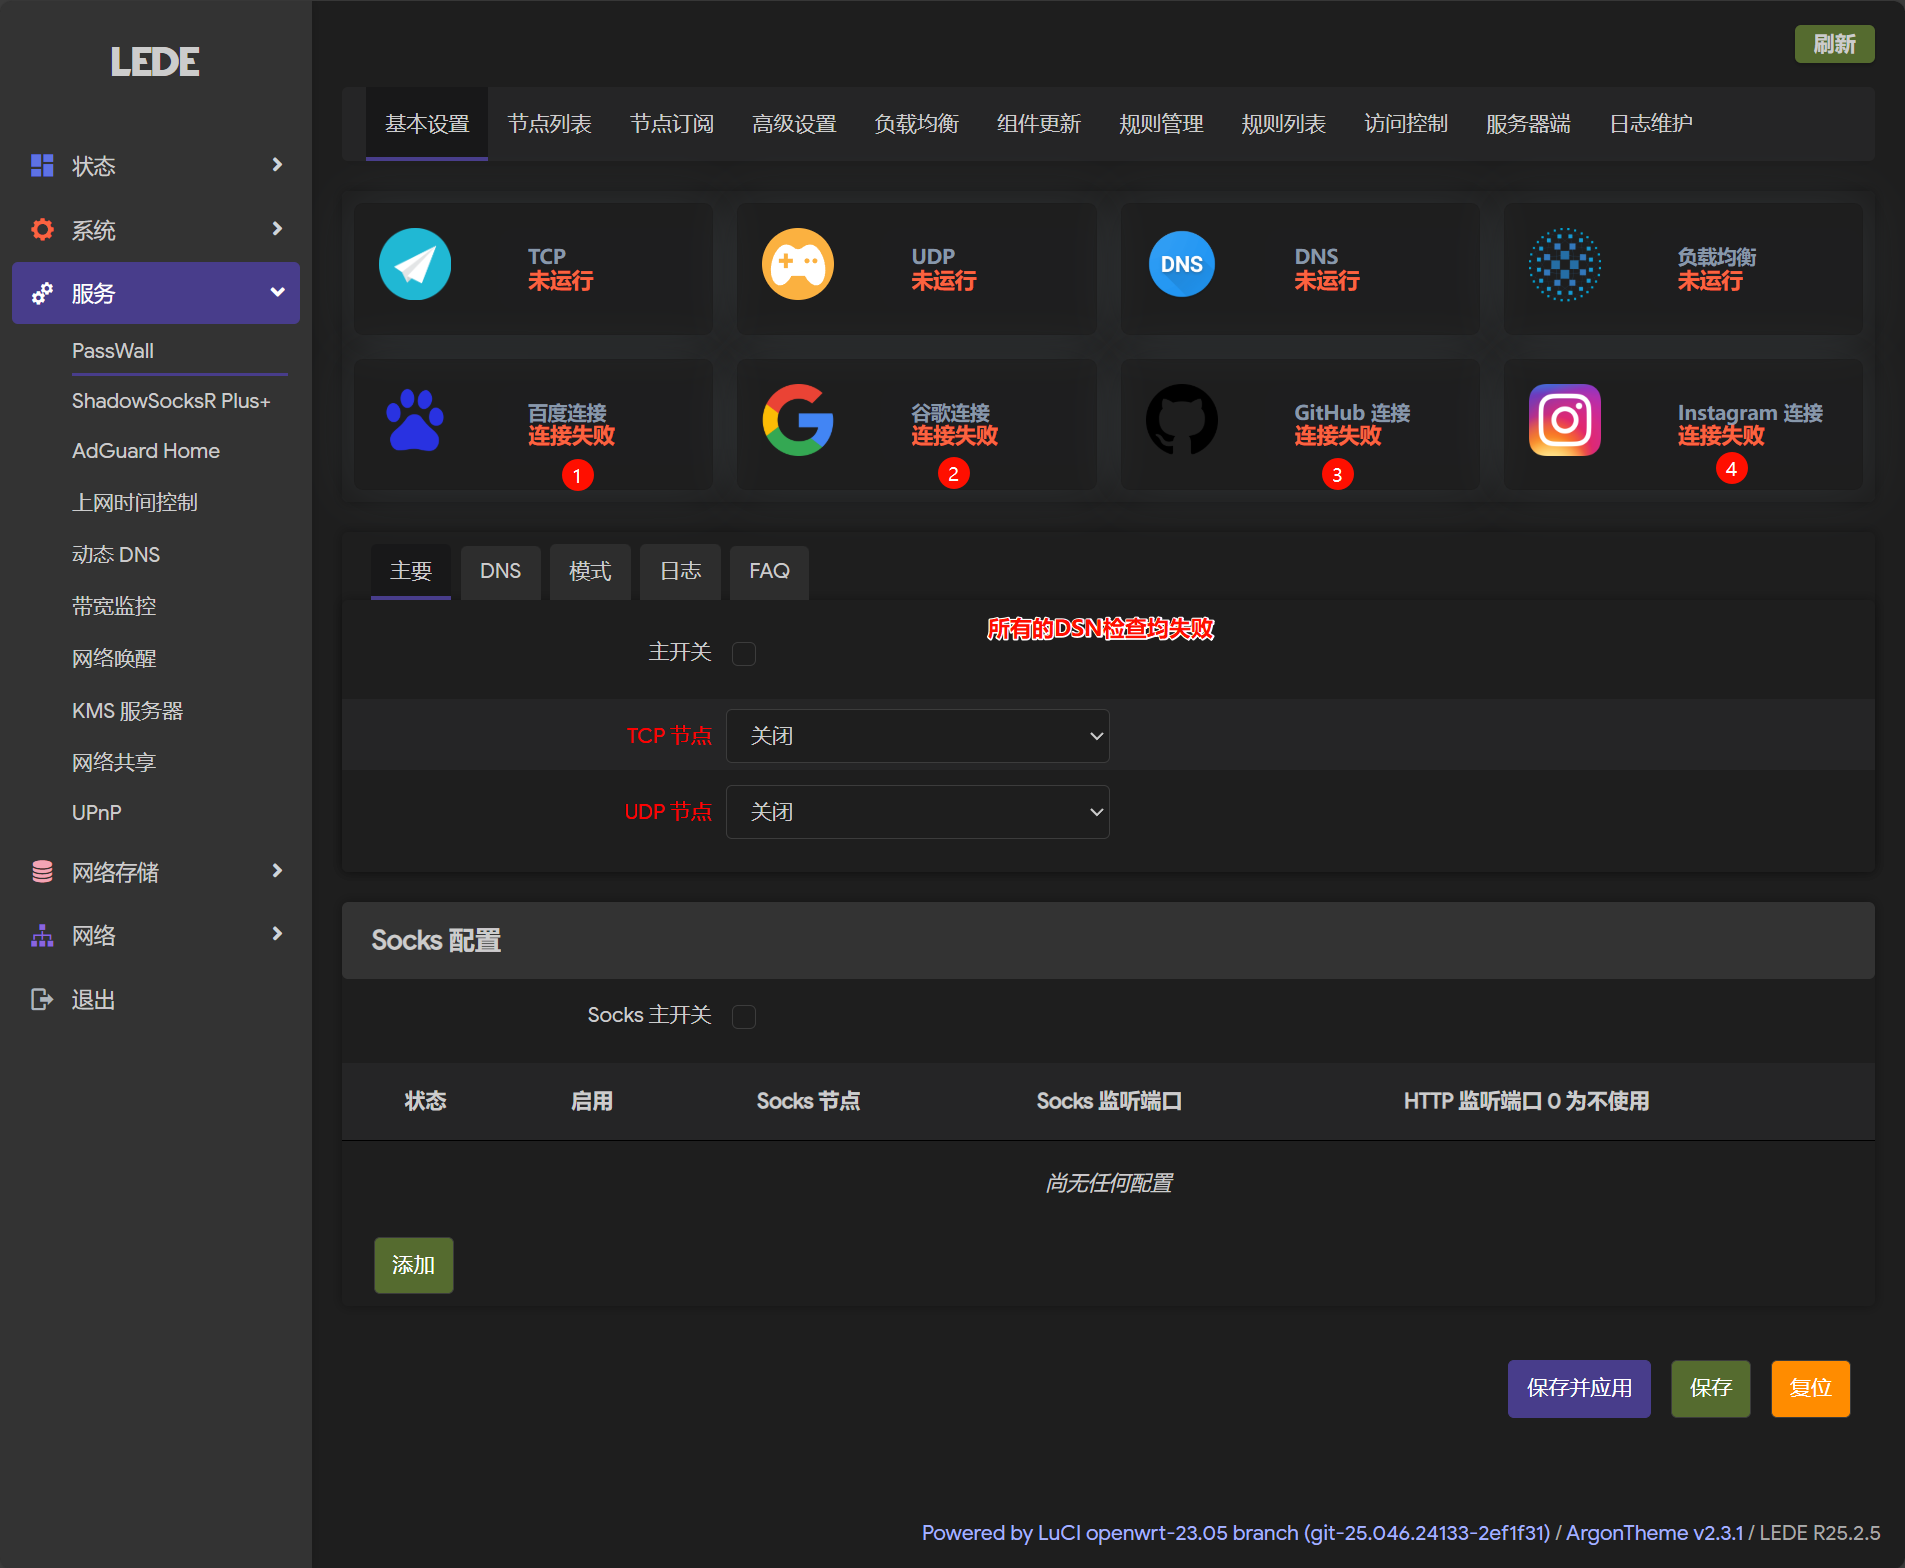 LEDE
刷新
状态
系统
服务
PassWall
ShadowSocksR Plus+
AdGuard Home
上网时间控制
动态 DNS
带宽监控
网络唤醒
KMS 服务器
网络共享
UPnP
网络存储
网络
退出
基本设置 节点列表 节点订阅 高级设置 负载均衡 组件更新 规则管理 规则列表 访问控制 服务器端 日志维护
TCP
未运行
UDP
未运行
DNS
DNS
未运行
负载均衡
未运行
百度连接
连接失败
1
谷歌连接
连接失败
2
GitHub 连接
连接失败
3
Instagram 连接
连接失败
4
主要 DNS 模式 日志 FAQ
所有的DSN检查均失败
主开关
TCP 节点 关闭
UDP 节点 关闭
Socks 配置
Socks 主开关
状态 启用 Socks 节点 Socks 监听端口 HTTP 监听端口 0 为不使用
尚无任何配置
添加
保存并应用 保存 复位
Powered by LuCI openwrt-23.05 branch (git-25.046.24133-2ef1f31) / ArgonTheme v2.3.1 / LEDE R25.2.5